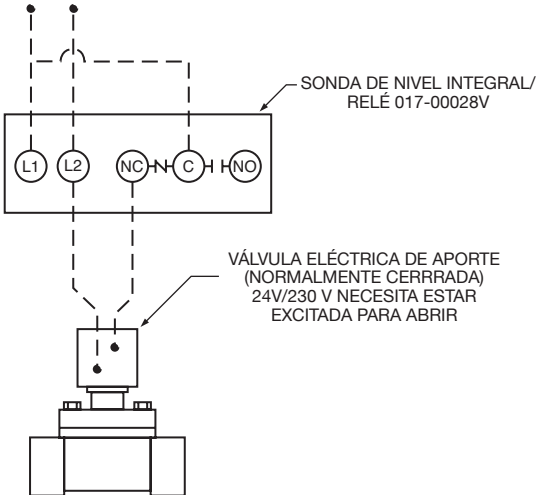 SONDA DE NIVEL INTEGRAL/
RELÉ 017-00028V
L1 L2 NC C NO
VÁLVULA ELÉCTRICA DE APORTE
(NORMALMENTE CERRRADA)
24V/230 V NECESITA ESTAR
EXCITADA PARA ABRIR